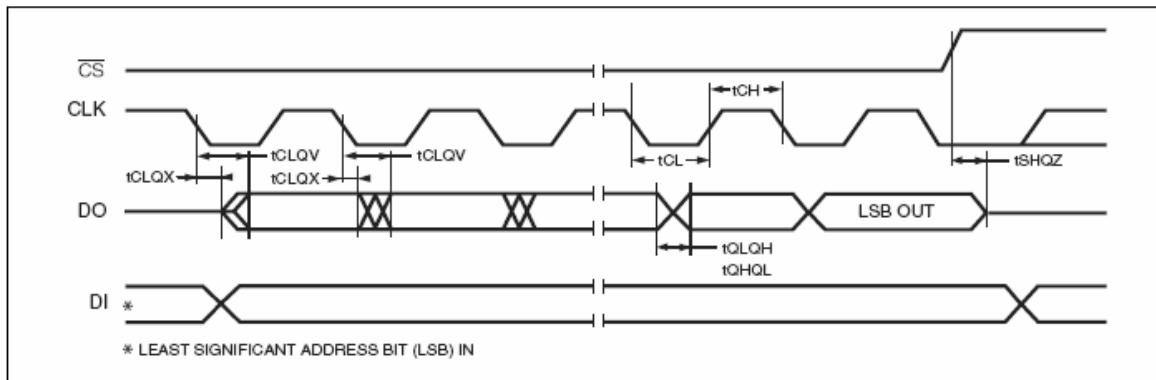 C̅S̅
CLK
tCH
tCLQV
tCLQV
tCL
tSHQZ
tCLQX
tCLQX
DO
LSB OUT
tQLQH
tQHQL
DI
*
* LEAST SIGNIFICANT ADDRESS BIT (LSB) IN